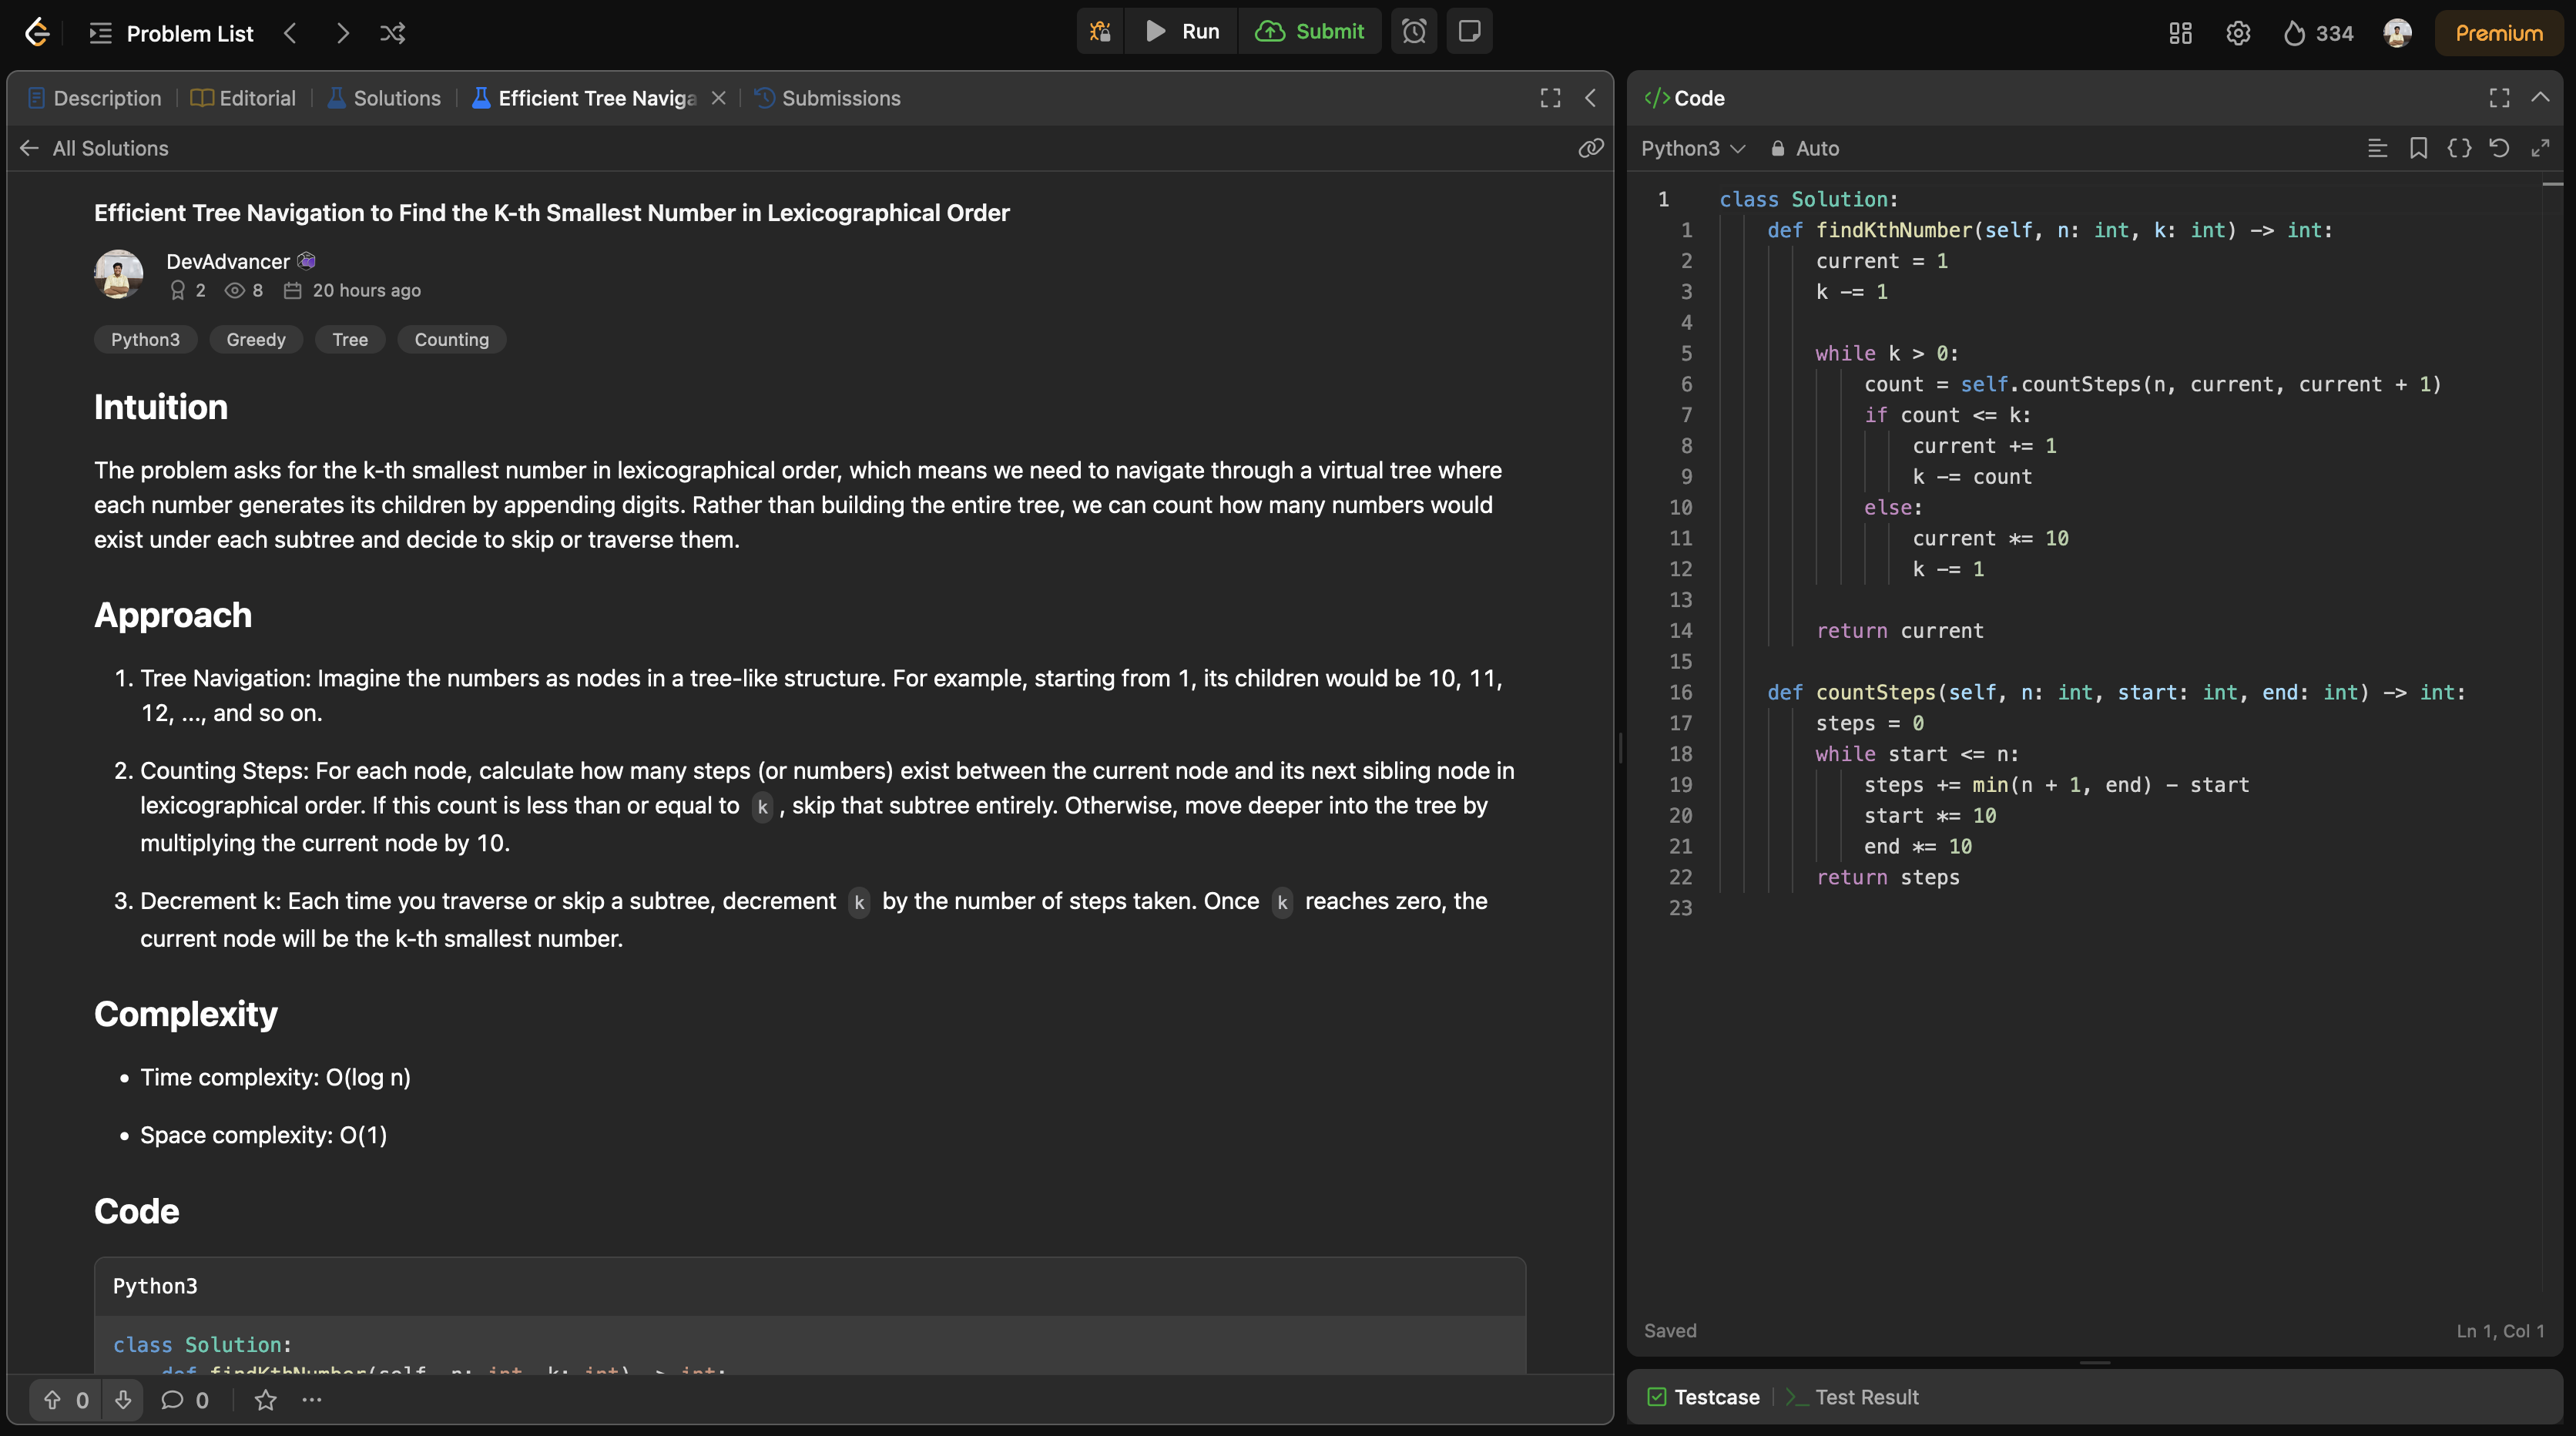 Problem List
Run
Submit
334
Premium
Description
Editorial
Solutions
Efficient Tree Naviga
Submissions
All Solutions
Efficient Tree Navigation to Find the K-th Smallest Number in Lexicographical Order
DevAdvancer
2 8 20 hours ago
Python3 Greedy Tree Counting
Intuition
The problem asks for the k-th smallest number in lexicographical order, which means we need to navigate through a virtual tree where
each number generates its children by appending digits. Rather than building the entire tree, we can count how many numbers would
exist under each subtree and decide to skip or traverse them.
Approach
1. Tree Navigation: Imagine the numbers as nodes in a tree-like structure. For example, starting from 1, its children would be 10, 11,
12, ..., and so on.
2. Counting Steps: For each node, calculate how many steps (or numbers) exist between the current node and its next sibling node in
lexicographical order. If this count is less than or equal to k , skip that subtree entirely. Otherwise, move deeper into the tree by
multiplying the current node by 10.
3. Decrement k: Each time you traverse or skip a subtree, decrement k by the number of steps taken. Once k reaches zero, the
current node will be the k-th smallest number.
Complexity
• Time complexity: O(log n)
• Space complexity: O(1)
Code
Python3
class Solution:
def findKthNumber(self, n: int, k: int) -> int:
0 0
</>Code
Python3 Auto
1 class Solution:
1 def findKthNumber(self, n: int, k: int) -> int:
2 current = 1
3 k -= 1
4
5 while k > 0:
6 count = self.countSteps(n, current, current + 1)
7 if count <= k:
8 current += 1
9 k -= count
10 else:
11 current *= 10
12 k -= 1
13
14 return current
15
16 def countSteps(self, n: int, start: int, end: int) -> int:
17 steps = 0
18 while start <= n:
19 steps += min(n + 1, end) - start
20 start *= 10
21 end *= 10
22 return steps
23
Saved
Ln 1, Col 1
Testcase
>_ Test Result